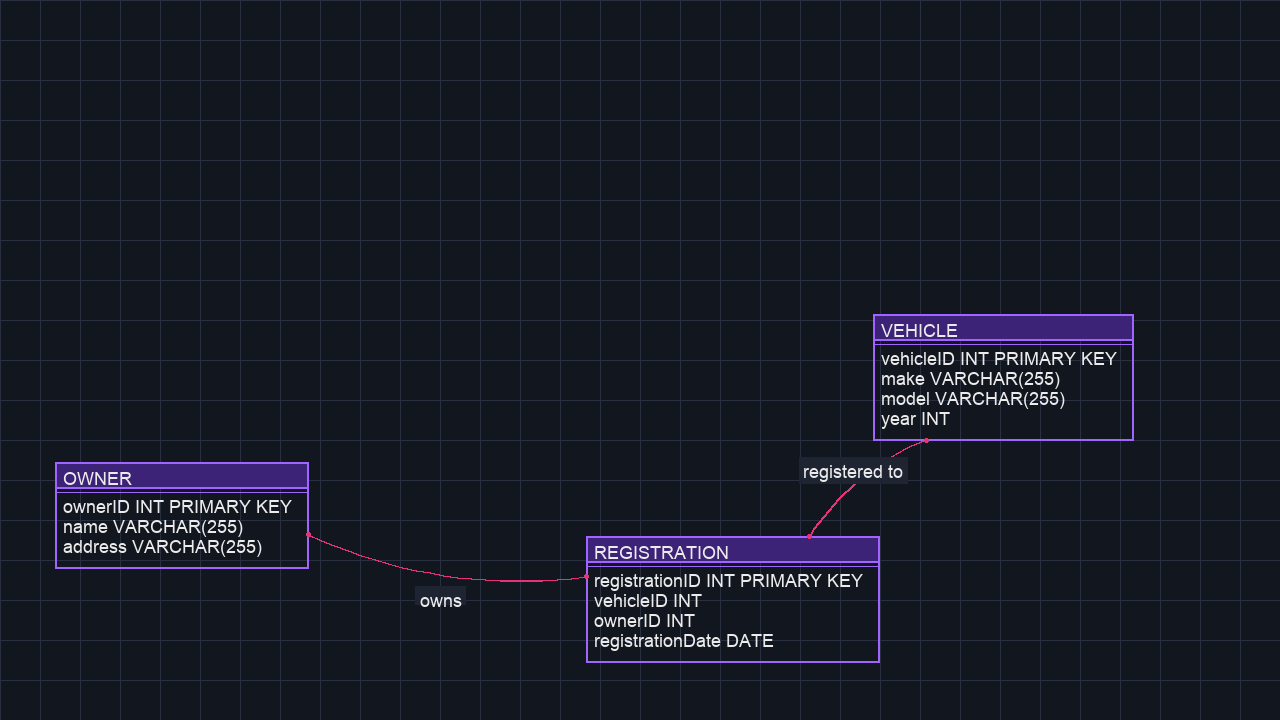 VEHICLE
vehicleID INT PRIMARY KEY
make VARCHAR(255)
model VARCHAR(255)
year INT
registered to
OWNER
ownerID INT PRIMARY KEY
name VARCHAR(255)
address VARCHAR(255)
owns
REGISTRATION
registrationID INT PRIMARY KEY
vehicleID INT
ownerID INT
registrationDate DATE